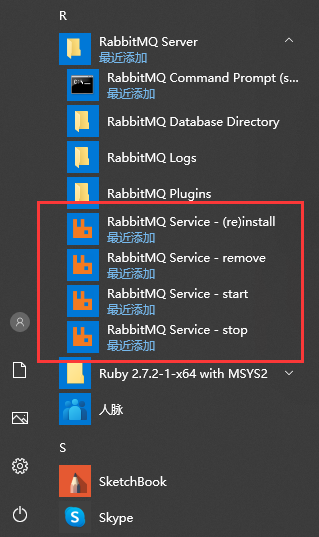 R
RabbitMQ Server
最近添加
RabbitMQ Command Prompt (s...
最近添加
RabbitMQ Database Directory
RabbitMQ Logs
RabbitMQ Plugins
RabbitMQ Service - (re)install
最近添加
RabbitMQ Service - remove
最近添加
RabbitMQ Service - start
最近添加
RabbitMQ Service - stop
最近添加
Ruby 2.7.2-1-x64 with MSYS2
人脉
S
SketchBook
Skype